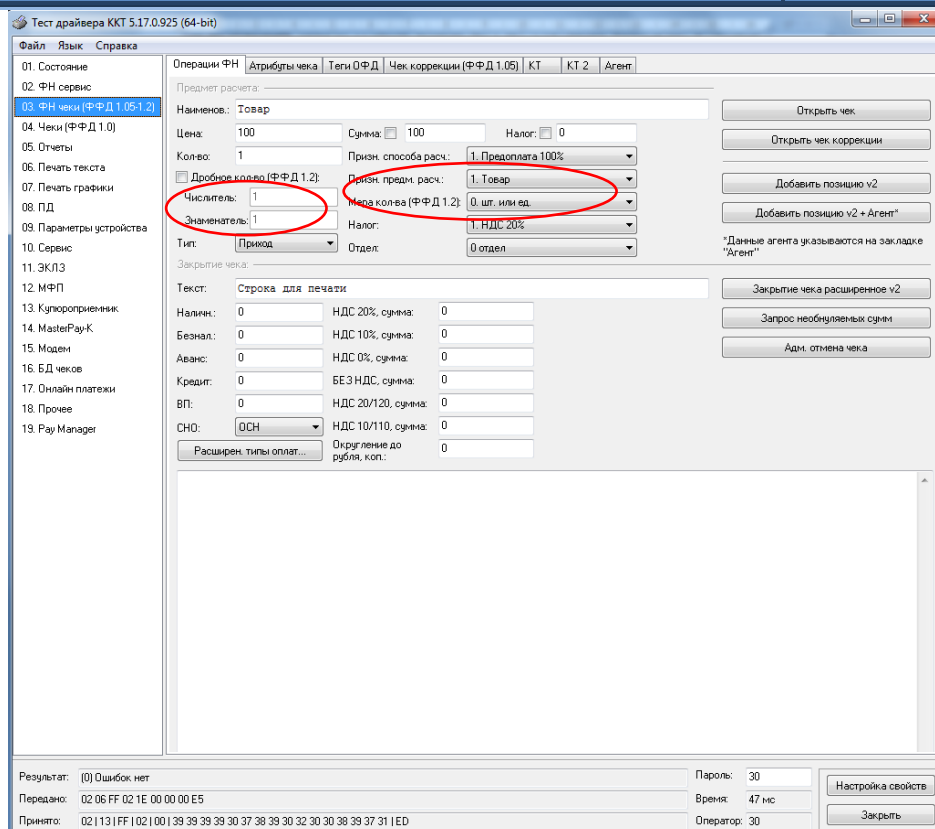 Тест драйвера ККТ 5.17.0.925 (64-bit)
Файл Язык Справка
01. Состояние
02. ФН сервис
03. ФН чеки (ФФД 1.05-1.2)
04. Чеки (ФФД 1.0)
05. Отчеты
06. Печать текста
07. Печать графики
08. ПД
09. Параметры устройства
10. Сервис
11. ЭКЛЗ
12. МФП
13. Купюроприемник
14. MasterPay-K
15. Модем
16. БД чеков
17. Онлайн платежи
18. Прочее
19. Pay Manager
Операции ФН Атрибуты чека Теги ОФД Чек коррекции (ФФД 1.05) КТ КТ 2 Агент
Предмет расчета:
Наименов.: Товар
Цена: 100 Сумма: 100 Налог: 0
Кол-во: 1 Призн. способа расч.: 1. Предоплата 100%
Дробное кол-во (ФФД 1.2): Призн. предм. расч.: 1. Товар
Числитель: 1 Мера кол-ва (ФФД 1.2): 0. шт. или ед.
Знаменатель: 1 Налог: 1. НДС 20%
Тип: Приход Отдел: 0 отдел
Закрытие чека:
Текст: Строка для печати
Наличн.: 0 НДС 20%, сумма: 0
Безнал.: 0 НДС 10%, сумма: 0
Аванс: 0 НДС 0%, сумма: 0
Кредит: 0 БЕЗ НДС, сумма: 0
ВП: 0 НДС 20/120, сумма: 0
СНО: ОСН НДС 10/110, сумма: 0
Расширен. типы оплат... Округление до рубля, коп.: 0
Открыть чек
Открыть чек коррекции
Добавить позицию v2
Добавить позицию v2 + Агент*
*Данные агента указываются на закладке
"Агент"
Закрытие чека расширенное v2
Запрос необнуляемых сумм
Адм. отмена чека
Результат: (0) Ошибок нет
Передано: 02 06 FF 02 1E 00 00 00 E5
Принято: 02 | 13 | FF | 02 | 00 | 39 39 39 39 30 37 38 39 30 32 30 30 38 39 37 31 | ED
Пароль: 30
Время: 47 мс
Оператор: 30
Настройка свойств
Закрыть